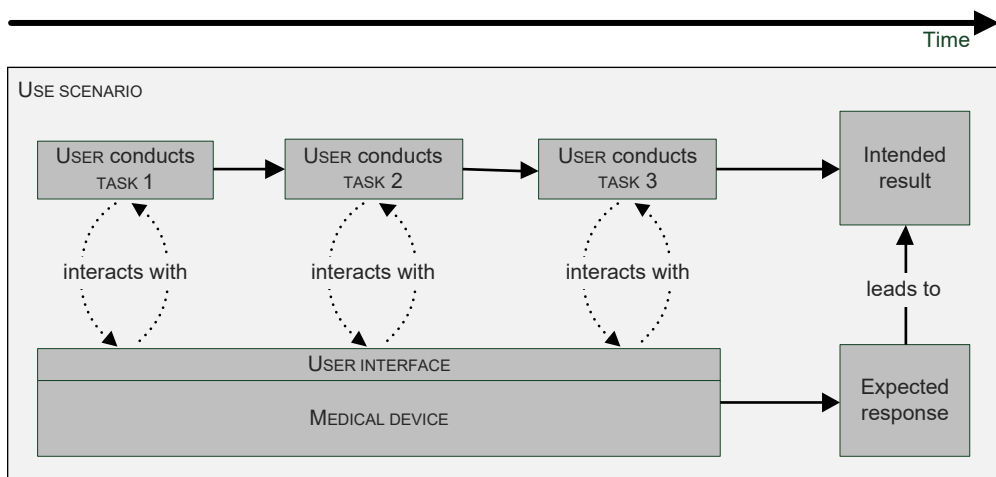 Time
USE SCENARIO
USER conducts
TASK 1
USER conducts
TASK 2
USER conducts
TASK 3
Intended
result
interacts with
interacts with
interacts with
leads to
USER INTERFACE
MEDICAL DEVICE
Expected
response